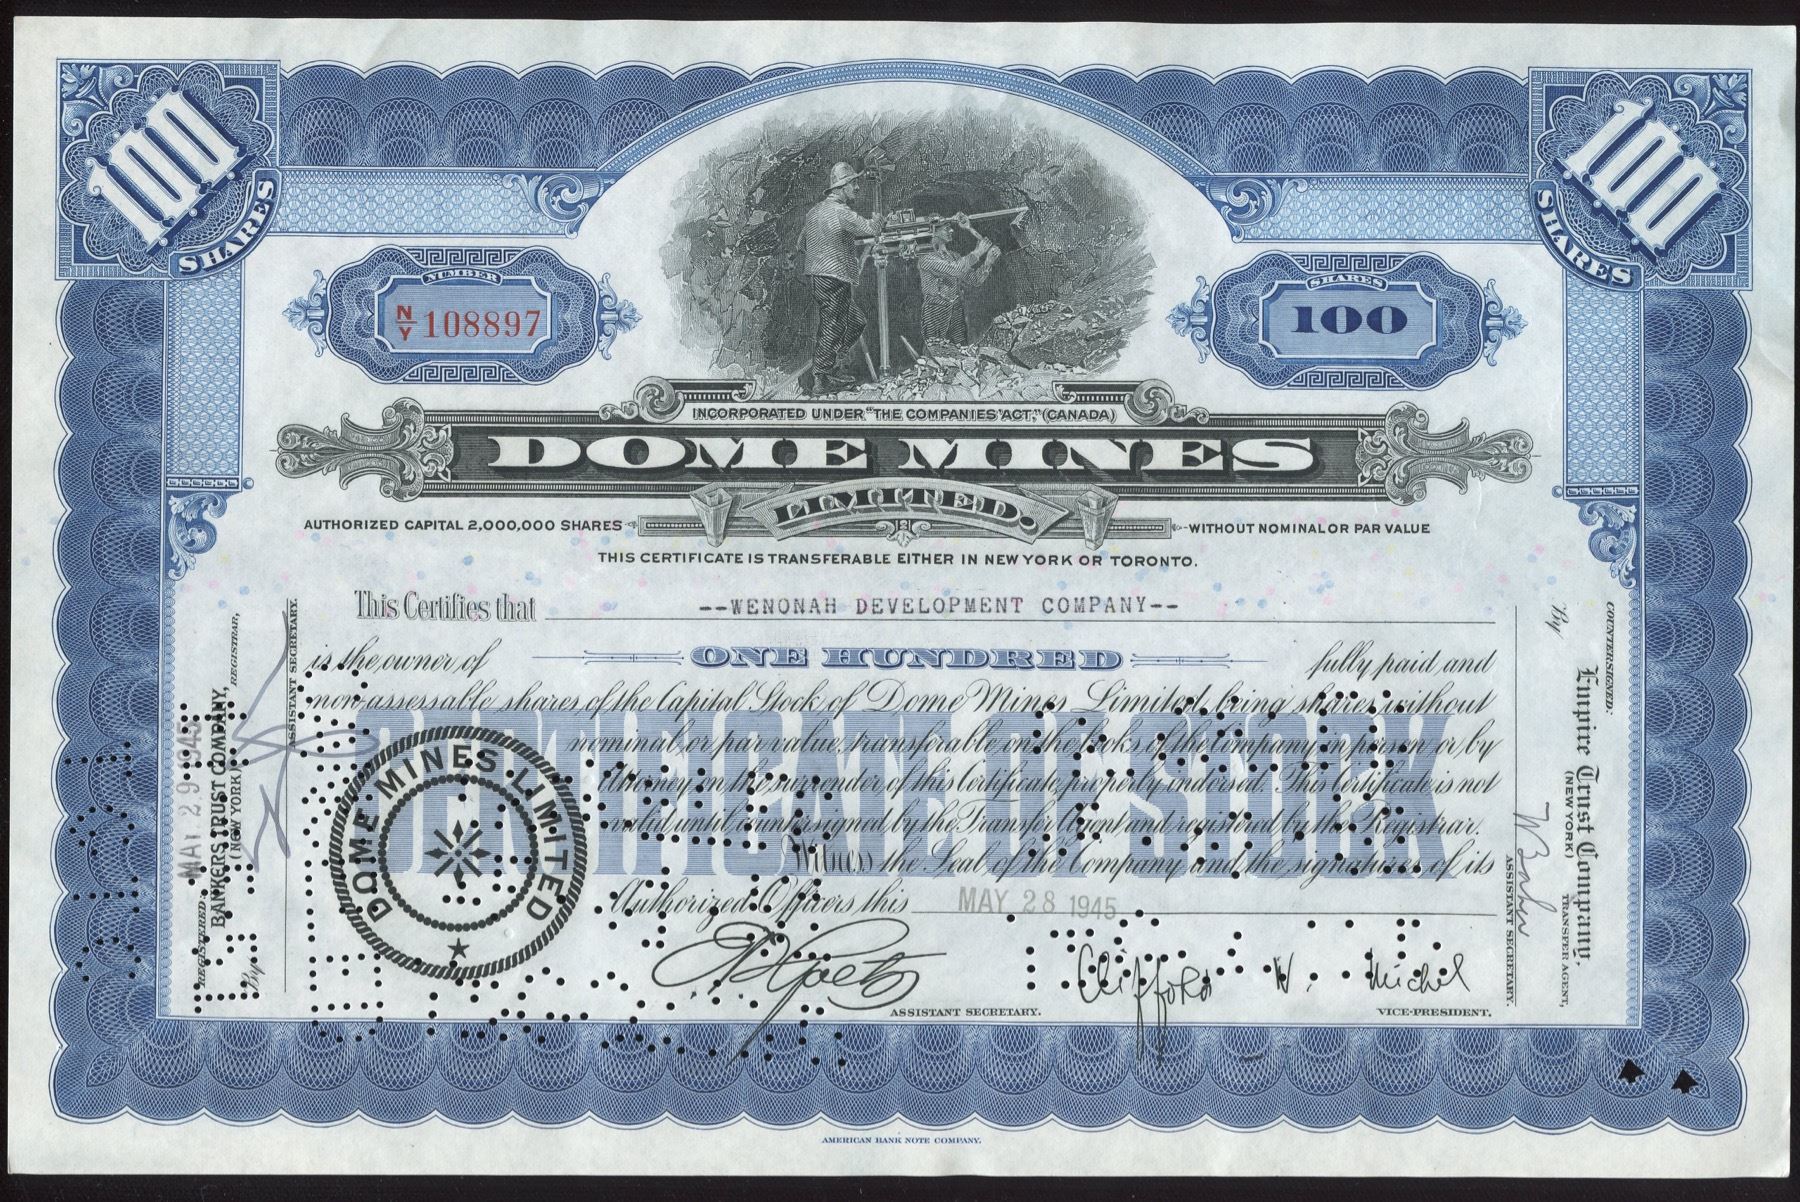 100 SHARES
100 SHARES
NUMBER
N/Y 108897
SHARES
100
INCORPORATED UNDER "THE COMPANIES ACT," (CANADA)
DOME MINES
LIMITED.
AUTHORIZED CAPITAL 2,000,000 SHARES WITHOUT NOMINAL OR PAR VALUE
THIS CERTIFICATE IS TRANSFERABLE EITHER IN NEW YORK OR TORONTO.
This Certifies that --WENONAH DEVELOPMENT COMPANY--
is the owner of ONE HUNDRED fully paid and
non-assessable shares of the Capital Stock of Dome Mines Limited, being shares without
nominal or par value, transferable on the books of the Company in person or by
Attorney on the surrender of this Certificate properly endorsed. This Certificate is not
valid until countersigned by the Transfer Agent and registered by the Registrar.
Witness the Seal of the Company and the signatures of its
Authorized Officers this MAY 28 1945
CERTIFICATE OF STOCK
DOME MINES LIMITED
ASSISTANT SECRETARY.
Clifford W. Michel
VICE-PRESIDENT.
MAY 29 1945
REGISTERED:
BANKERS TRUST COMPANY,
(NEW YORK) REGISTRAR,
By
ASSISTANT SECRETARY.
COUNTERSIGNED:
Empire Trust Company,
(NEW YORK) TRANSFER AGENT,
By
ASSISTANT SECRETARY.
AMERICAN BANK NOTE COMPANY.